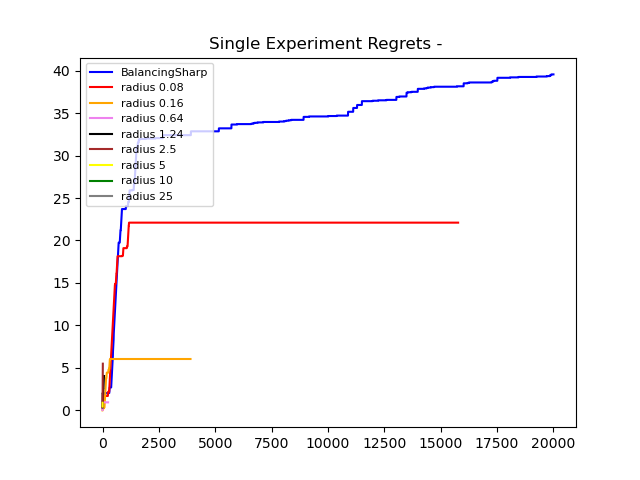 Single Experiment Regrets -
40
35
30
25
20
15
10
5
0
BalancingSharp
radius 0.08
radius 0.16
radius 0.64
radius 1.24
radius 2.5
radius 5
radius 10
radius 25
0 2500 5000 7500 10000 12500 15000 17500 20000